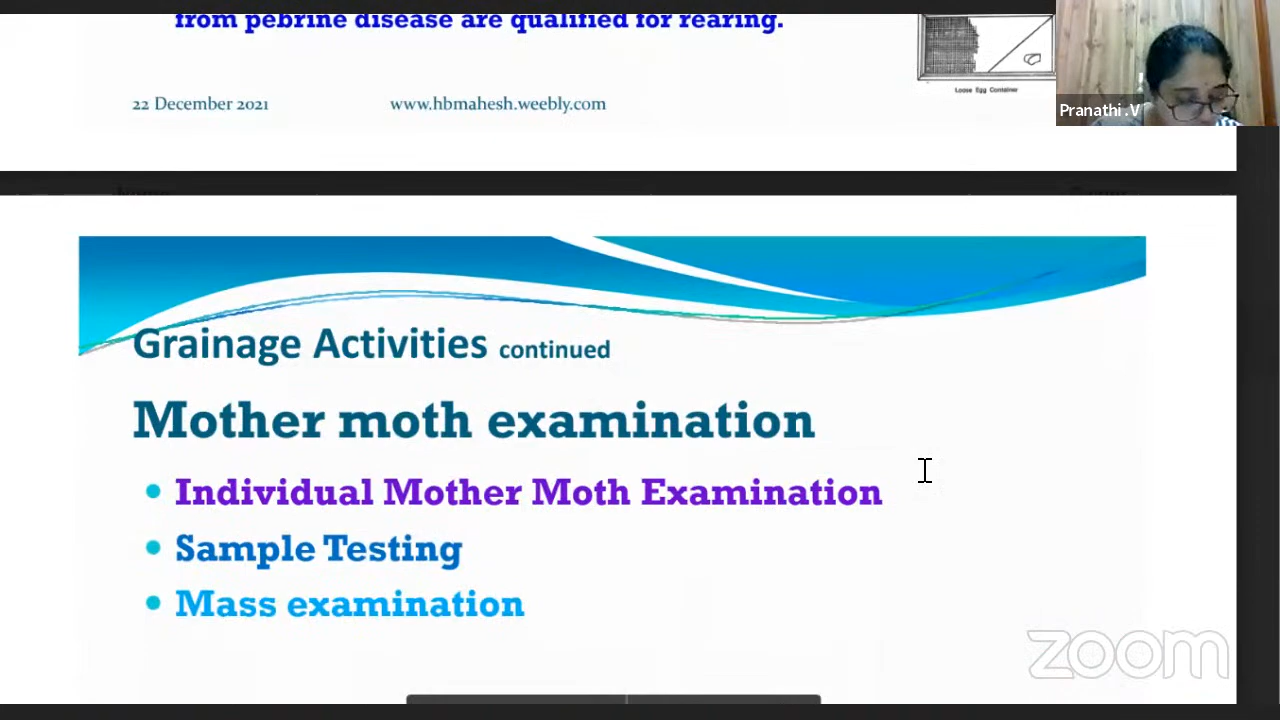 from pebrine disease are qualified for rearing.
Loose Egg Container
22 December 2021
www.hbmahesh.weebly.com
Pranathi .V
Grainage Activities continued
Mother moth examination
• Individual Mother Moth Examination
• Sample Testing
• Mass examination
zoom